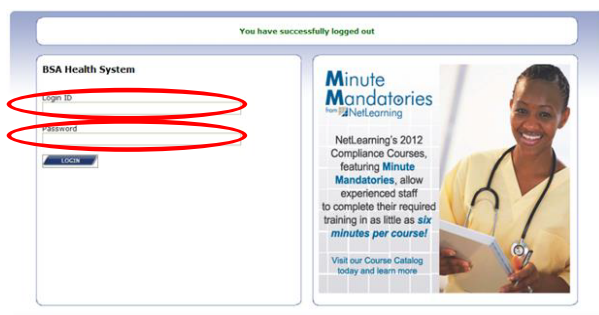 You have successfully logged out
BSA Health System
Login ID
Password
LOGIN
Minute
Mandatories
from NetLearning
NetLearning's 2012
Compliance Courses,
featuring Minute
Mandatories, allow
experienced staff
to complete their required
training in as little as six
minutes per course!
Visit our Course Catalog
today and learn more